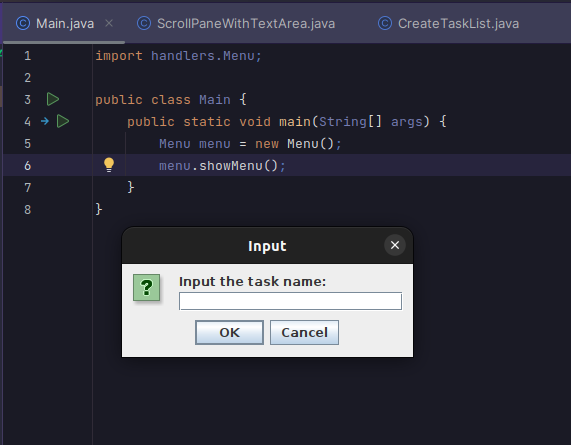 Main.java ScrollPaneWithTextArea.java CreateTaskList.java
1 import handlers.Menu;
2
3 public class Main {
4 public static void main(String[] args) {
5 Menu menu = new Menu();
6 menu.showMenu();
7 }
8 }
Input
Input the task name:
OK Cancel